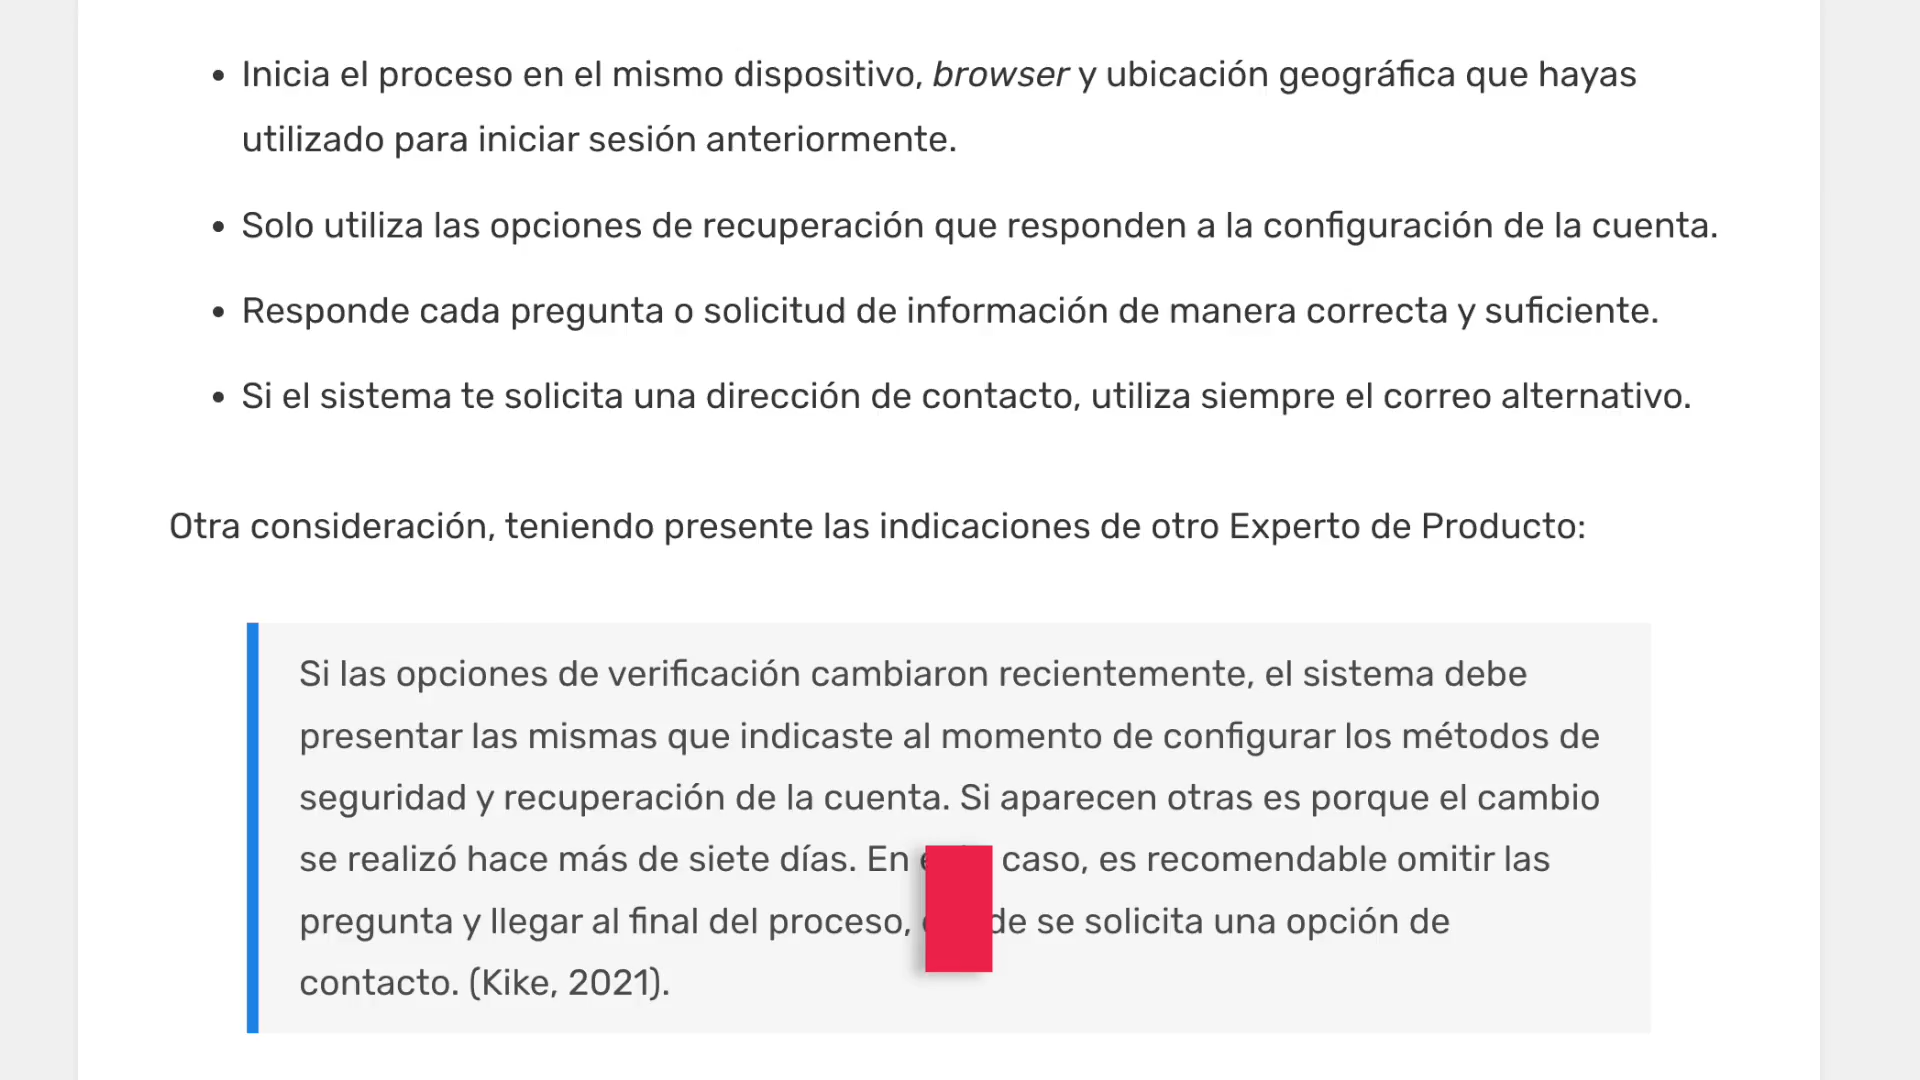 Inicia el proceso en el mismo dispositivo, browser y ubicación geográfica que hayas
utilizado para iniciar sesión anteriormente.
Solo utiliza las opciones de recuperación que responden a la configuración de la cuenta.
Responde cada pregunta o solicitud de información de manera correcta y suficiente.
Si el sistema te solicita una dirección de contacto, utiliza siempre el correo alternativo.
Otra consideración, teniendo presente las indicaciones de otro Experto de Producto:
Si las opciones de verificación cambiaron recientemente, el sistema debe
presentar las mismas que indicaste al momento de configurar los métodos de
seguridad y recuperación de la cuenta. Si aparecen otras es porque el cambio
se realizó hace más de siete días. En caso, es recomendable omitir las
pregunta y llegar al final del proceso, se solicita una opción de
contacto. (Kike, 2021).